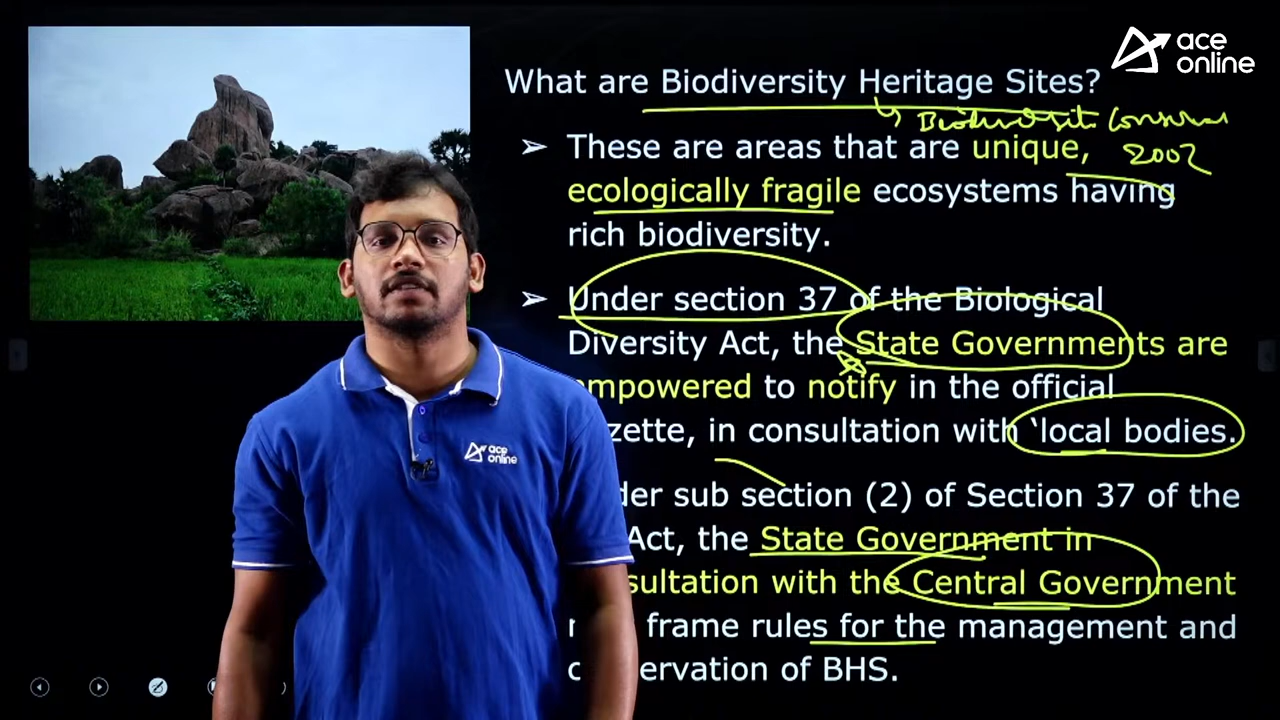 ace
online
What are Biodiversity Heritage Sites?
2002
➢ These are areas that are unique,
ecologically fragile ecosystems having
rich biodiversity.
➢ Under section 37 of the Biological
Diversity Act, the State Governments are
empowered to notify in the official
zette, in consultation with ‘local bodies.
der sub section (2) of Section 37 of the
Act, the State Government in
sultation with the Central Government
frame rules for the management and
servation of BHS.
ace
online